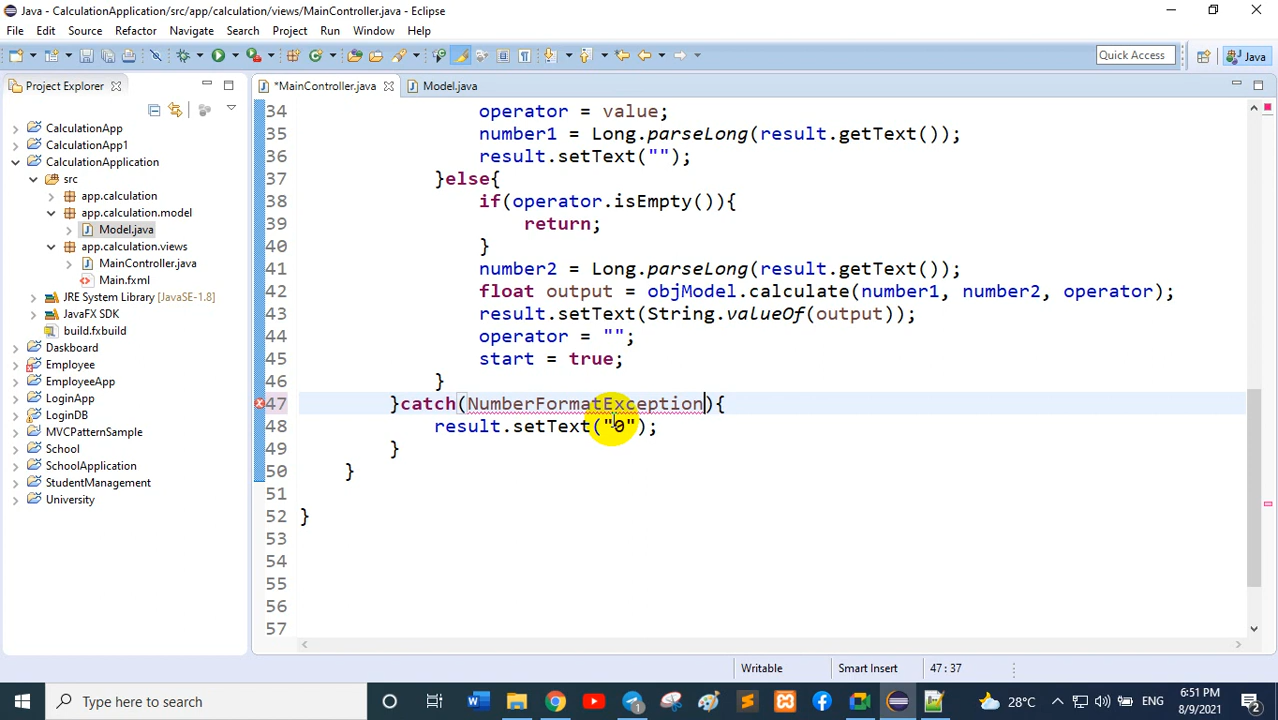 Java - CalculationApplication/src/app/calculation/views/MainController.java - Eclipse
File Edit Source Refactor Navigate Search Project Run Window Help
Quick Access
Java
Project Explorer
*MainController.java
Model.java
CalculationApp
CalculationApp1
CalculationApplication
src
app.calculation
app.calculation.model
Model.java
app.calculation.views
MainController.java
Main.fxml
JRE System Library [JavaSE-1.8]
JavaFX SDK
build.fxbuild
Daskboard
Employee
EmployeeApp
LoginApp
LoginDB
MVCPatternSample
School
SchoolApplication
StudentManagement
University
34 operator = value;
35 number1 = Long.parseLong(result.getText());
36 result.setText("");
37 }else{
38 if(operator.isEmpty()){
39 return;
40 }
41 number2 = Long.parseLong(result.getText());
42 float output = objModel.calculate(number1, number2, operator);
43 result.setText(String.valueOf(output));
44 operator = "";
45 start = true;
46 }
47 }catch(NumberFormatException){
48 result.setText("0");
49 }
50 }
51
52 }
53
54
55
56
57
Writable Smart Insert 47 : 37
Type here to search
28°C
ENG
6:51 PM
8/9/2021
2